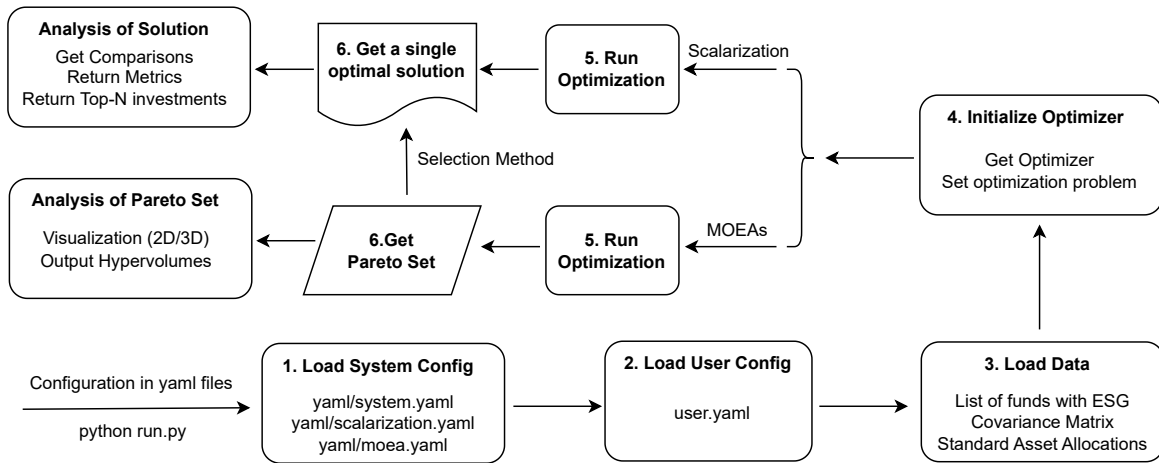 Analysis of Solution
Get Comparisons
Return Metrics
Return Top-N investments
6. Get a single
optimal solution
5. Run
Optimization
Scalarization
4. Initialize Optimizer
Get Optimizer
Set optimization problem
Selection Method
Analysis of Pareto Set
Visualization (2D/3D)
Output Hypervolumes
6.Get
Pareto Set
5. Run
Optimization
MOEAs
Configuration in yaml files
python run.py
1. Load System Config
yaml/system.yaml
yaml/scalarization.yaml
yaml/moea.yaml
2. Load User Config
user.yaml
3. Load Data
List of funds with ESG
Covariance Matrix
Standard Asset Allocations